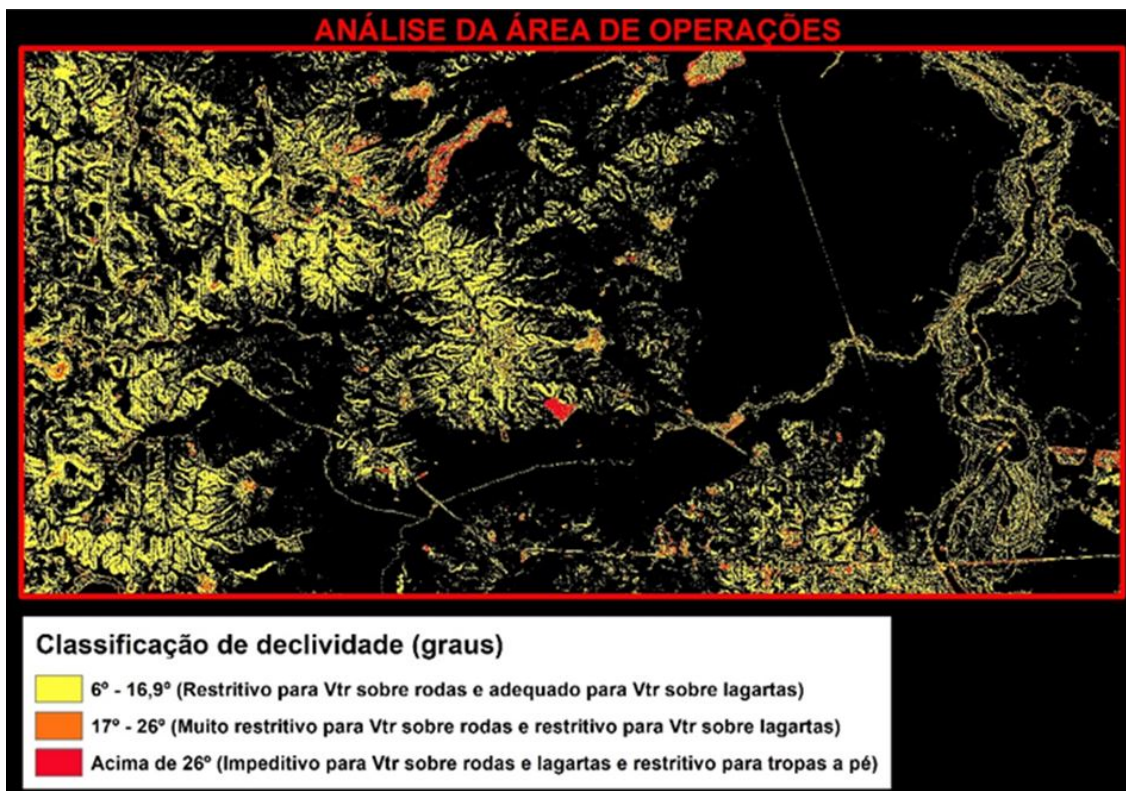 ANÁLISE DA ÁREA DE OPERAÇÕES
Classificação de declividade (graus)
6º - 16,9º (Restritivo para Vtr sobre rodas e adequado para Vtr sobre lagartas)
17º - 26º (Muito restritivo para Vtr sobre rodas e restritivo para Vtr sobre lagartas)
Acima de 26º (Impeditivo para Vtr sobre rodas e lagartas e restritivo para tropas a pé)